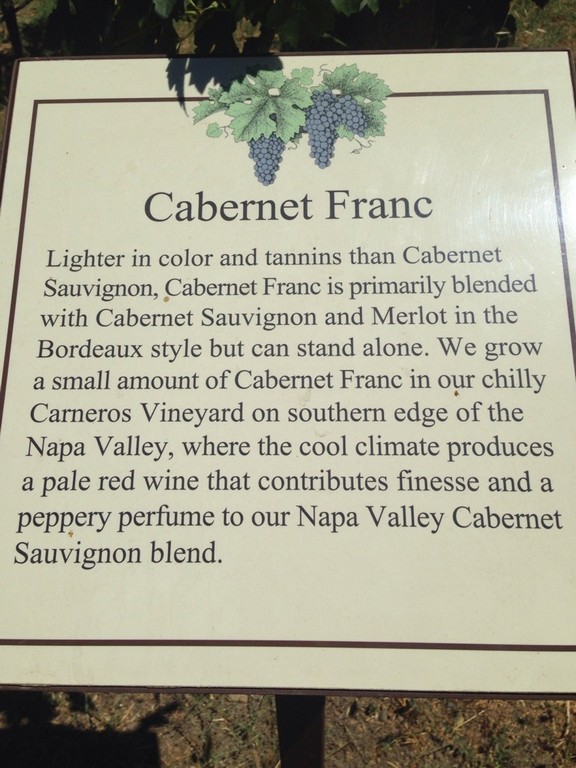 Cabernet Franc
Lighter in color and tannins than Cabernet
Sauvignon, Cabernet Franc is primarily blended
with Cabernet Sauvignon and Merlot in the
Bordeaux style but can stand alone. We grow
a small amount of Cabernet Franc in our chilly
Carneros Vineyard on southern edge of the
Napa Valley, where the cool climate produces
a pale red wine that contributes finesse and a
peppery perfume to our Napa Valley Cabernet
Sauvignon blend.